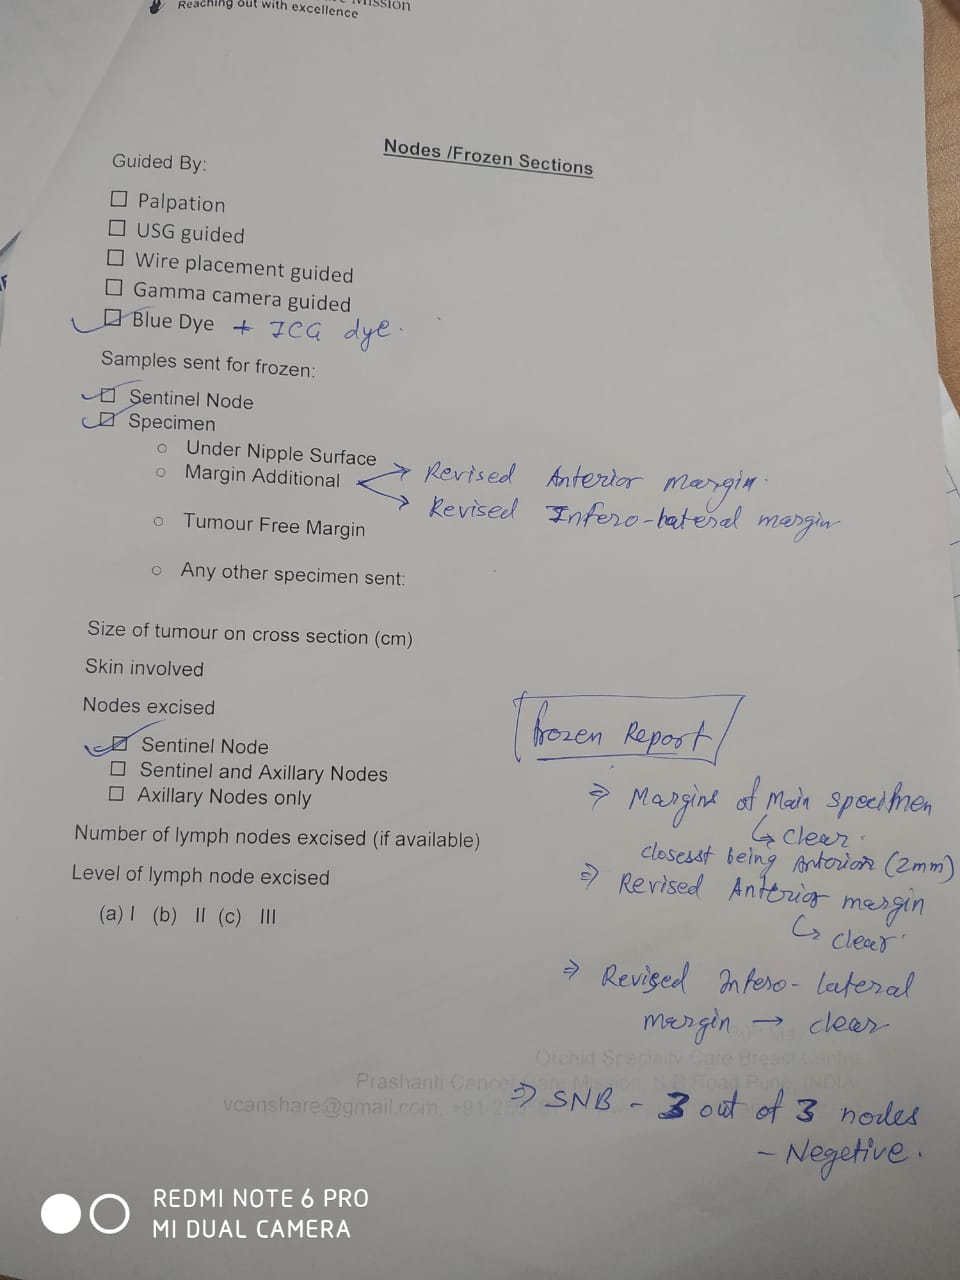 Mission
Reaching out with excellence
Nodes /Frozen Sections
Guided By:
☐ Palpation
☐ USG guided
☐ Wire placement guided
☐ Gamma camera guided
☑ Blue Dye + ICG dye.
Samples sent for frozen:
☑ Sentinel Node
☑ Specimen
○ Under Nipple Surface
○ Margin Additional → Revised Anterior margin.
→ Revised Infero-lateral margin
○ Tumour Free Margin
○ Any other specimen sent:
Size of tumour on cross section (cm)
Skin involved
Nodes excised
☑ Sentinel Node
☐ Sentinel and Axillary Nodes
☐ Axillary Nodes only
Number of lymph nodes excised (if available)
Level of lymph node excised
(a) I (b) II (c) III
Frozen Report
⇒ Margins of Main specimen
↳ clear.
closesst being Anterior (2mm)
⇒ Revised Anterior margin
↳ clear
⇒ Revised Infero-lateral
margin → clear
Orchid Specialty Care Breast Centre
Prashanti Cancer Care Mission, S B Road Pune, INDIA
vcanshare@gmail.com, +91
⇒ SNB - 3 out of 3 nodes
- Negetive.
REDMI NOTE 6 PRO
MI DUAL CAMERA